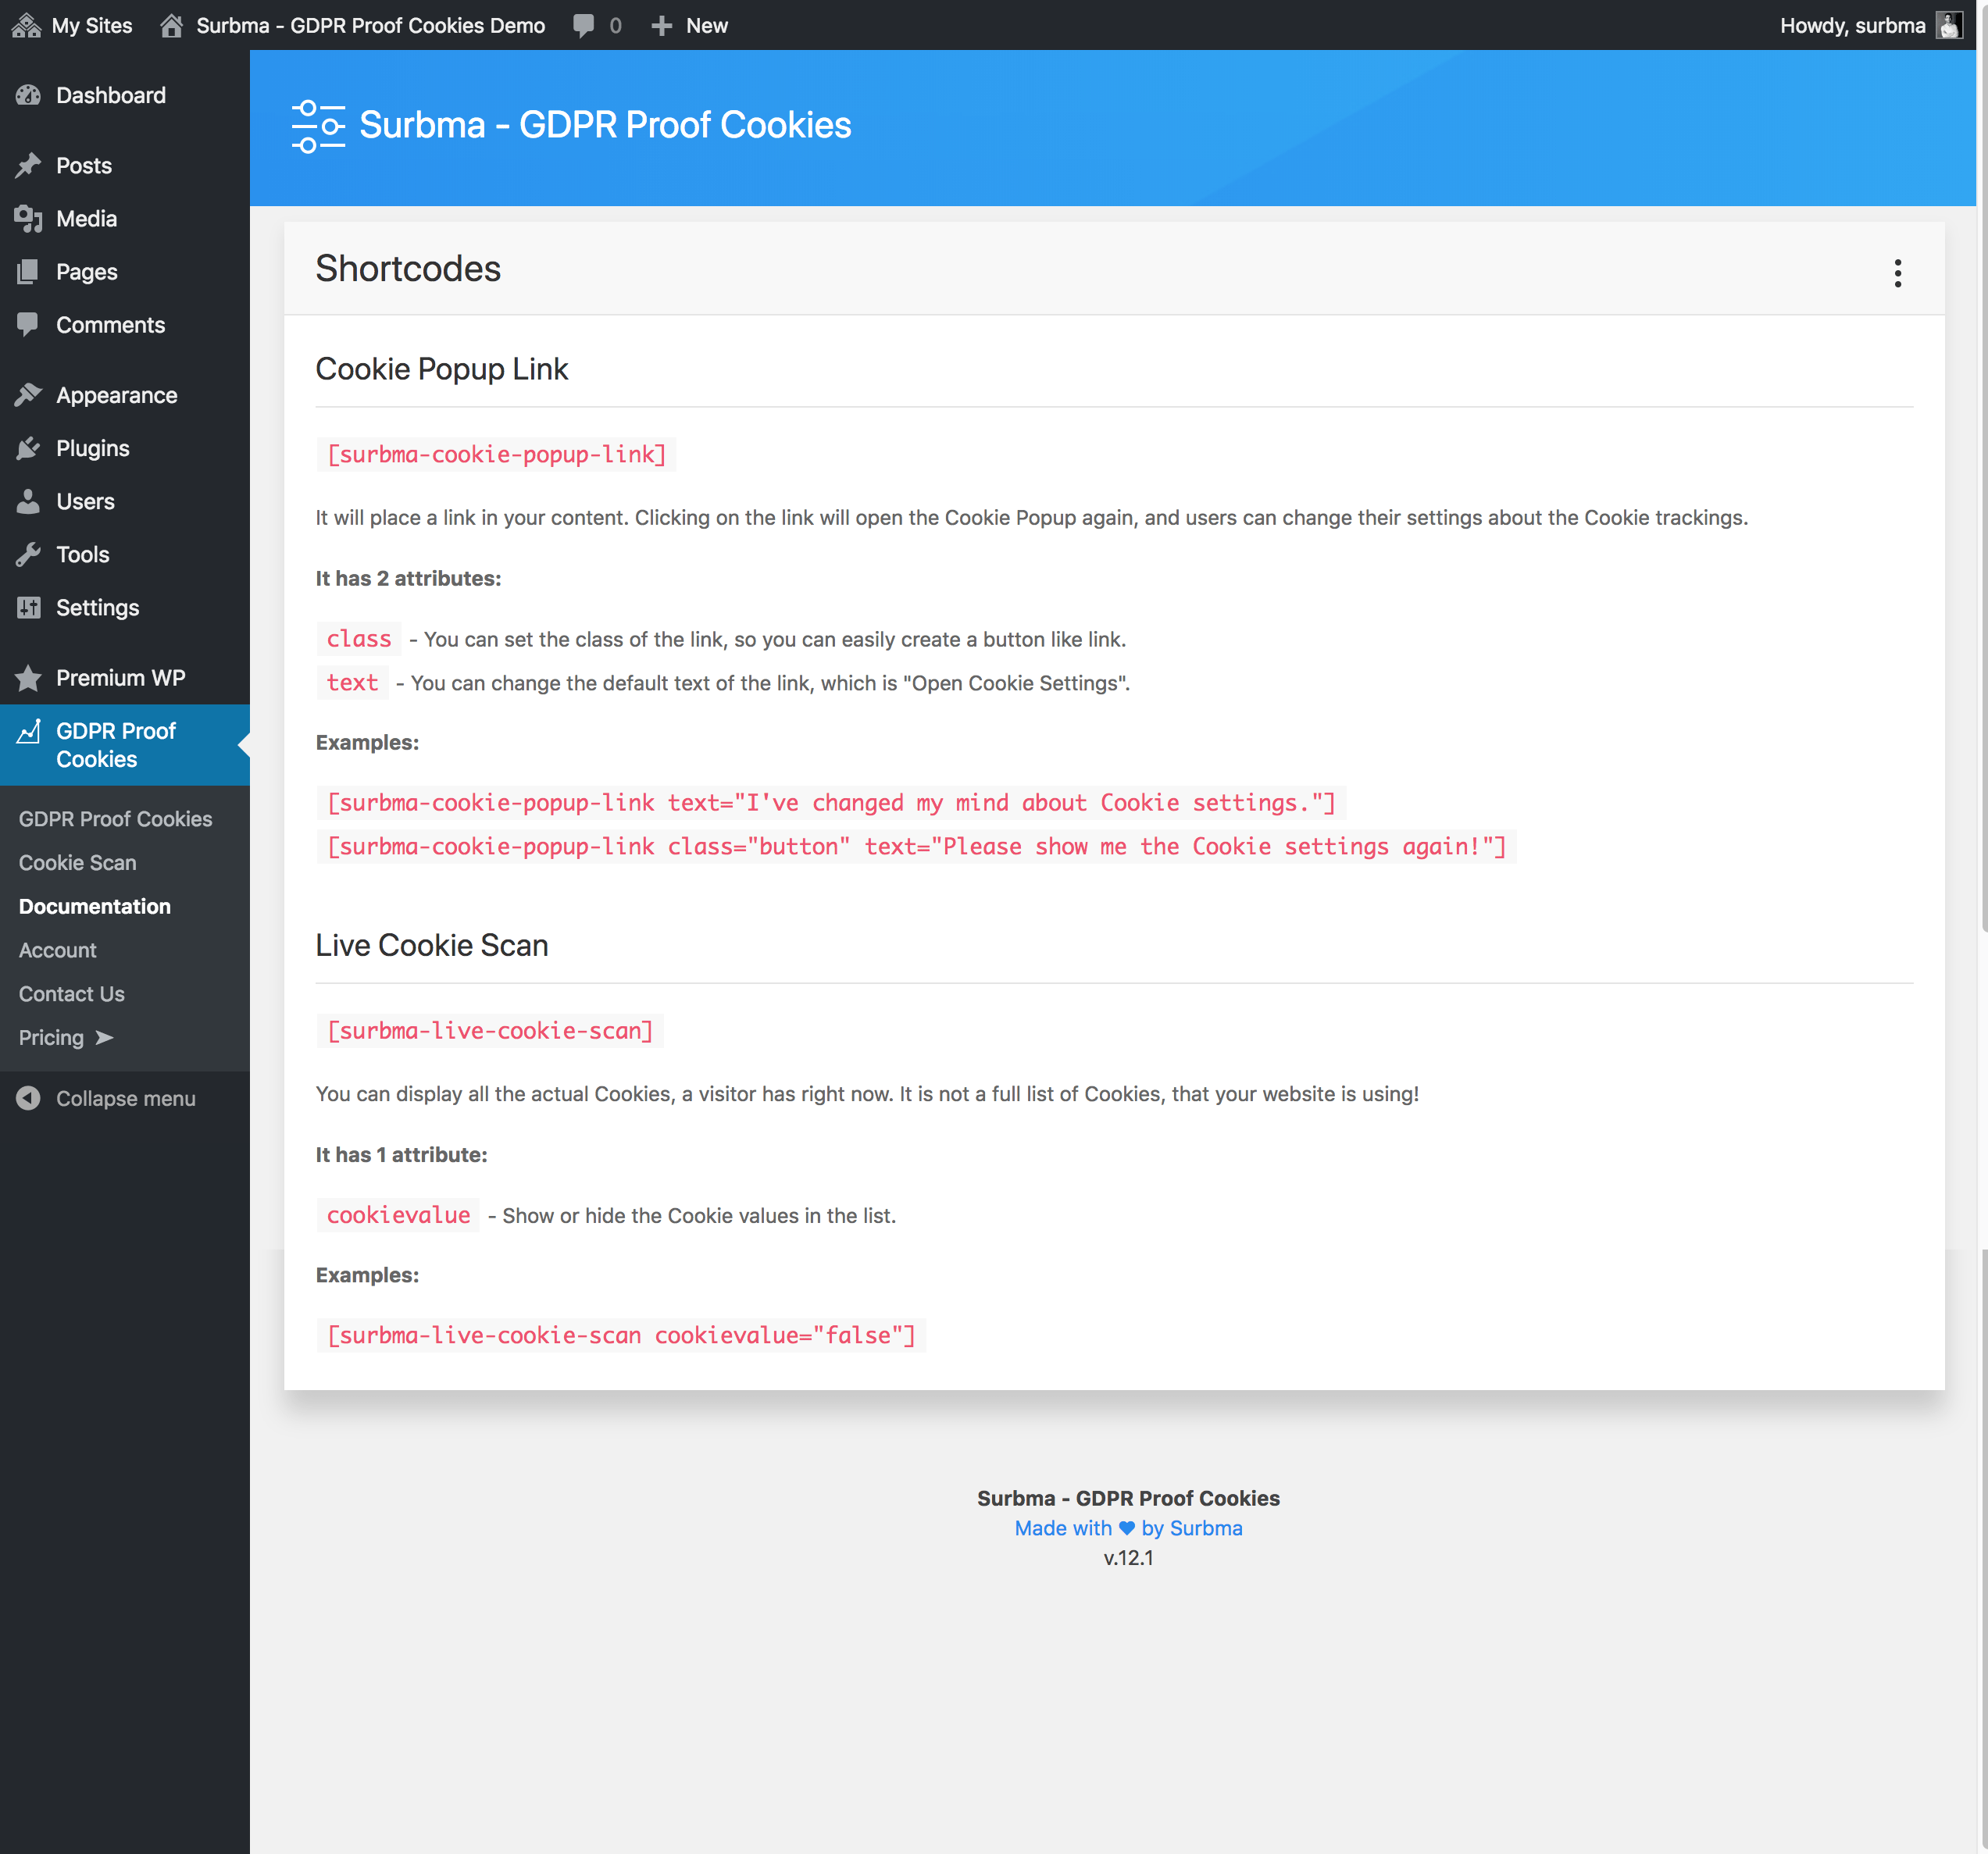 My Sites Surbma - GDPR Proof Cookies Demo 0 New Howdy, surbma
Dashboard
Posts
Media
Pages
Comments
Appearance
Plugins
Users
Tools
Settings
Premium WP
GDPR Proof
Cookies
GDPR Proof Cookies
Cookie Scan
Documentation
Account
Contact Us
Pricing ➤
Collapse menu
Surbma - GDPR Proof Cookies
Shortcodes
Cookie Popup Link
[surbma-cookie-popup-link]
It will place a link in your content. Clicking on the link will open the Cookie Popup again, and users can change their settings about the Cookie trackings.
It has 2 attributes:
class - You can set the class of the link, so you can easily create a button like link.
text - You can change the default text of the link, which is "Open Cookie Settings".
Examples:
[surbma-cookie-popup-link text="I've changed my mind about Cookie settings."]
[surbma-cookie-popup-link class="button" text="Please show me the Cookie settings again!"]
Live Cookie Scan
[surbma-live-cookie-scan]
You can display all the actual Cookies, a visitor has right now. It is not a full list of Cookies, that your website is using!
It has 1 attribute:
cookievalue - Show or hide the Cookie values in the list.
Examples:
[surbma-live-cookie-scan cookievalue="false"]
Surbma - GDPR Proof Cookies
Made with ♥ by Surbma
v.12.1